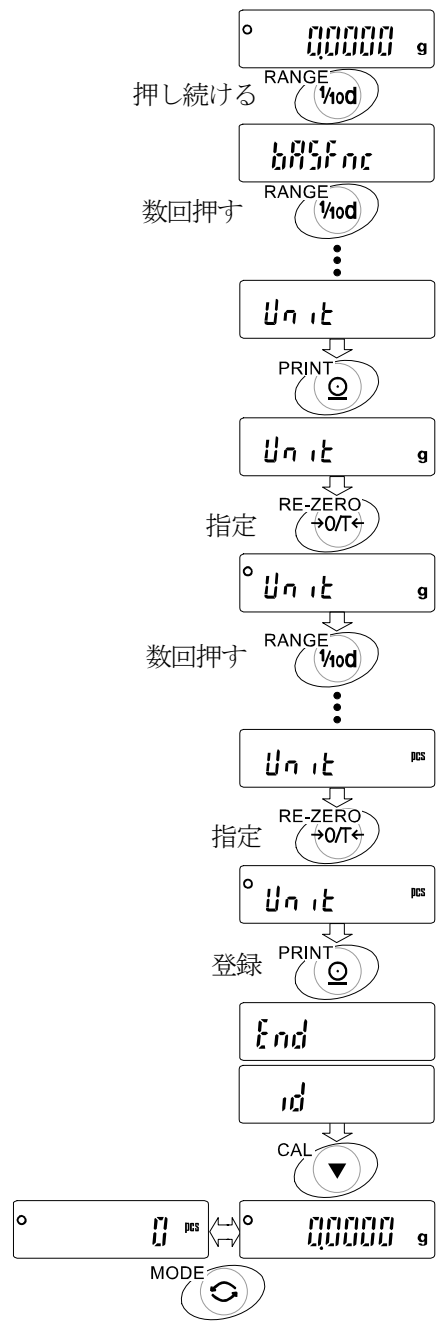 0.0000 g
RANGE
押し続ける 1/10d
bASFnc
RANGE
数回押す 1/10d
Unit
PRINT
Unit g
RE-ZERO
指定 →0/T←
Unit g
RANGE
数回押す 1/10d
Unit pcs
RE-ZERO
指定 →0/T←
Unit pcs
登録 PRINT
End
id
CAL
0 pcs 0.0000 g
MODE